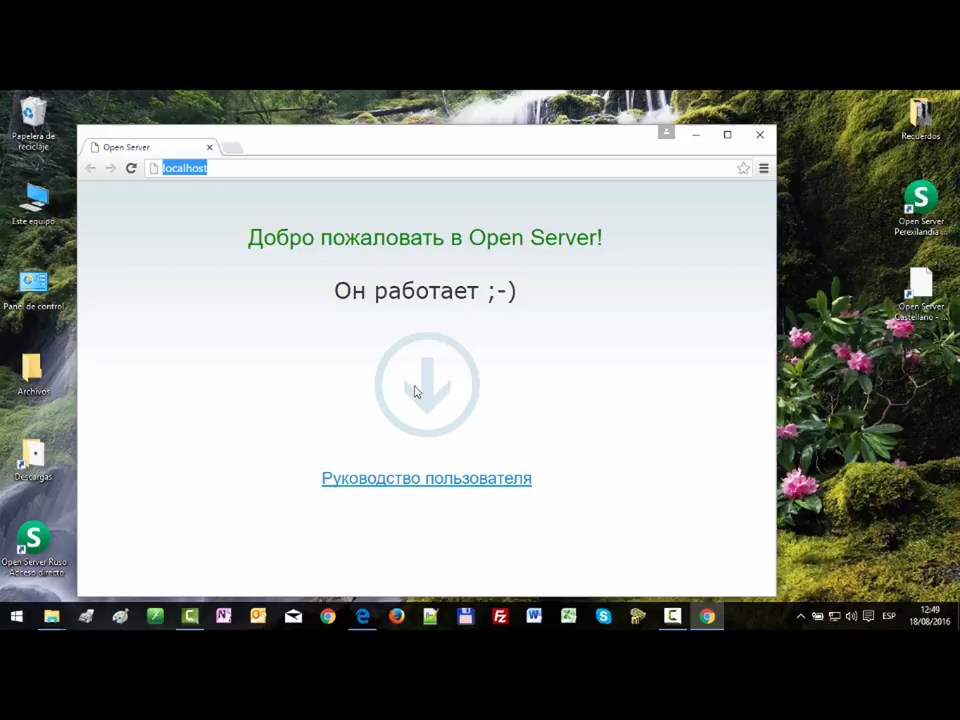 Papelera de
reciclaje
Este equipo
Panel de control
Archivos
Descargas
Open Server Ruso
Acceso directo
Open Server
localhost
Добро пожаловать в Open Server!
Он работает ;-)
Руководство пользователя
Recuerdos
Open Server
Perexilandia ...
Open Server
Castellano - ...
ESP
12:49
18/08/2016